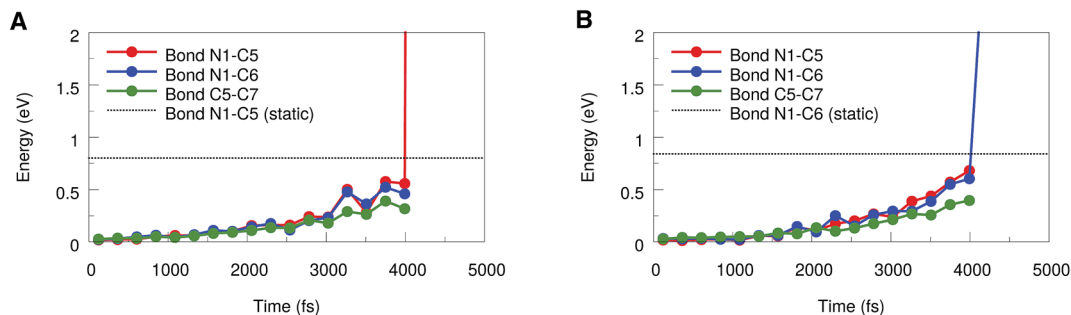 A
2
1.5
1
0.5
0
Energy (eV)
Bond N1-C5
Bond N1-C6
Bond C5-C7
Bond N1-C5 (static)
0 1000 2000 3000 4000 5000
Time (fs)
B
2
1.5
1
0.5
0
Energy (eV)
Bond N1-C5
Bond N1-C6
Bond C5-C7
Bond N1-C6 (static)
0 1000 2000 3000 4000 5000
Time (fs)